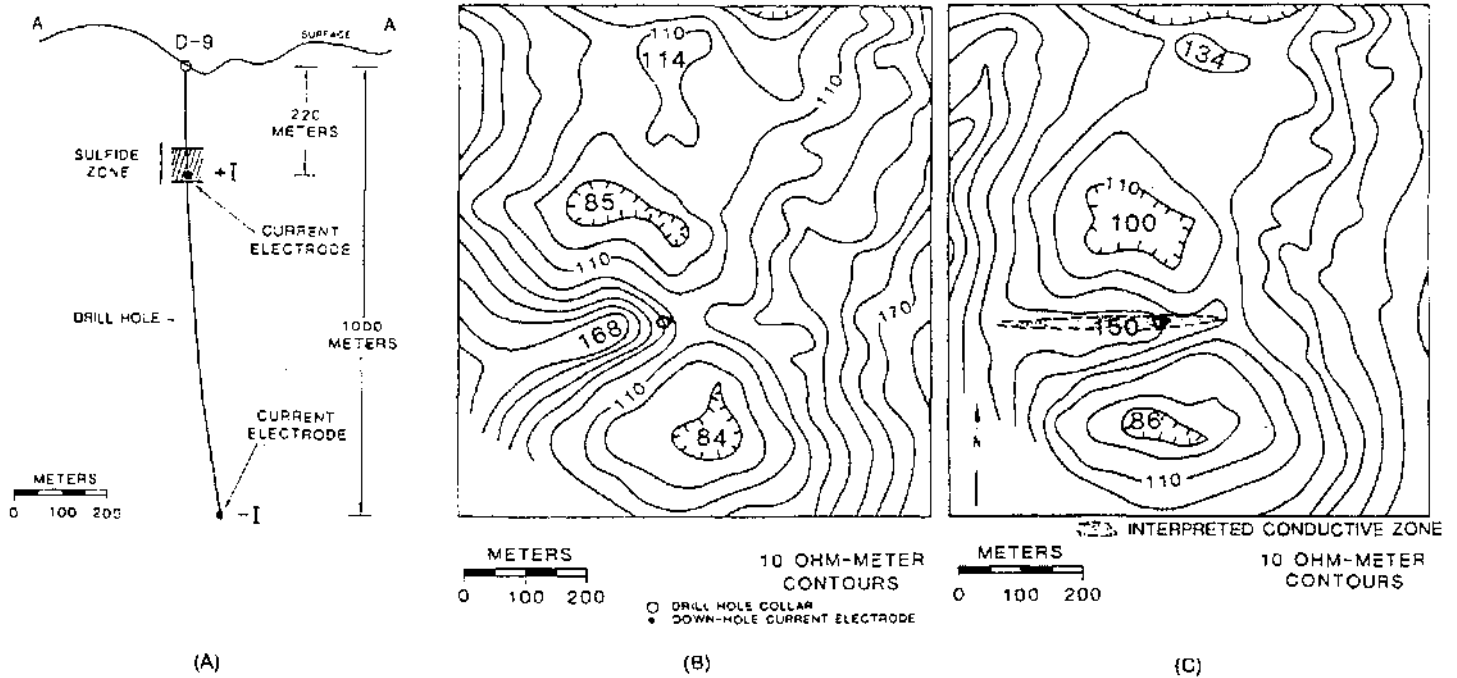 A
A
D-9
SURFACE
220
METERS
SULFIDE
ZONE
+I
CURRENT
ELECTRODE
DRILL HOLE
1000
METERS
CURRENT
ELECTRODE
METERS
0 100 200
-I
(A)
110
114
110
85
110
168
170
110
84
METERS
0 100 200
10 OHM-METER
CONTOURS
DRILL HOLE COLLAR
DOWN-HOLE CURRENT ELECTRODE
(B)
134
110
100
150
86
110
N
INTERPRETED CONDUCTIVE ZONE
METERS
0 100 200
10 OHM-METER
CONTOURS
(C)